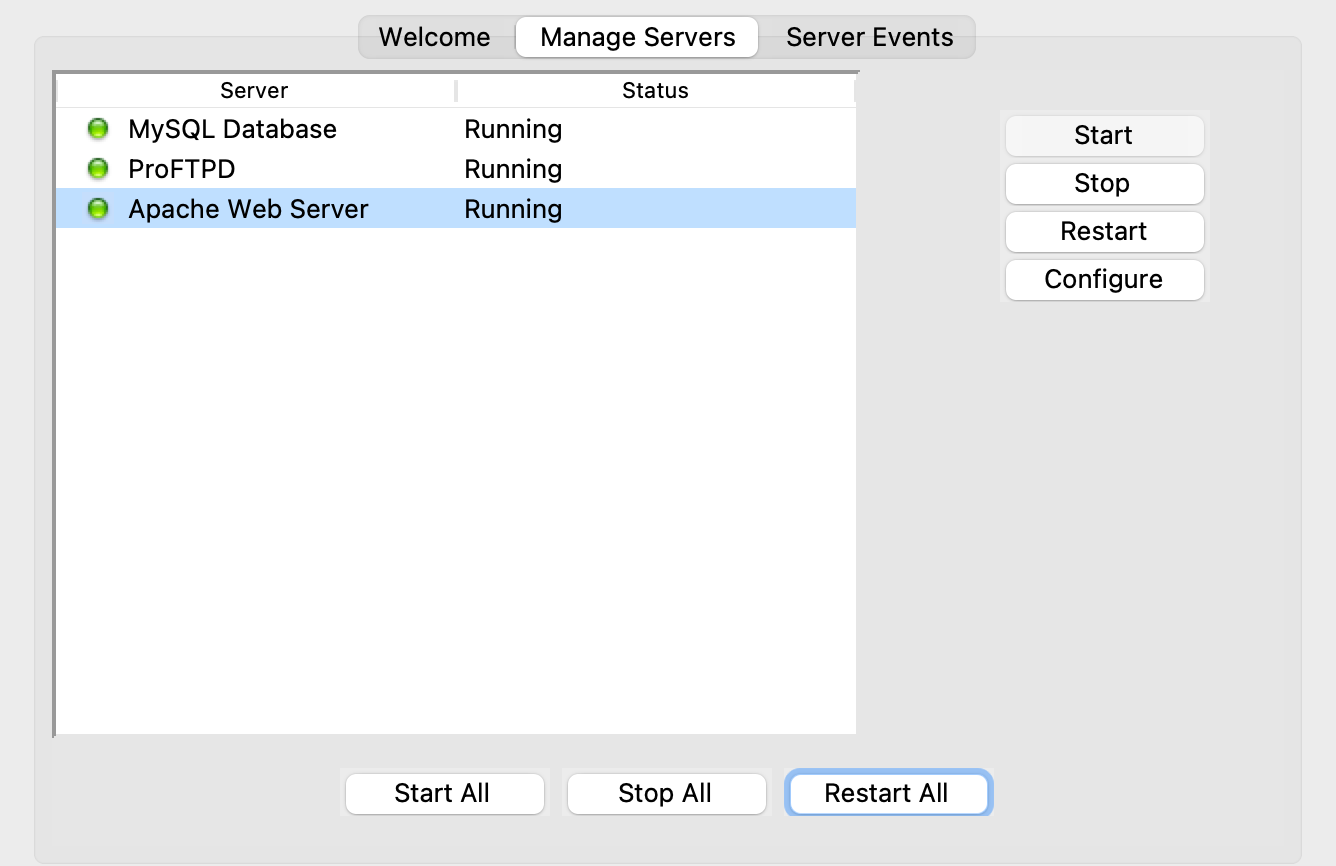 Welcome Manage Servers Server Events
Server Status
MySQL Database Running
ProFTPD Running
Apache Web Server Running
Start
Stop
Restart
Configure
Start All Stop All Restart All